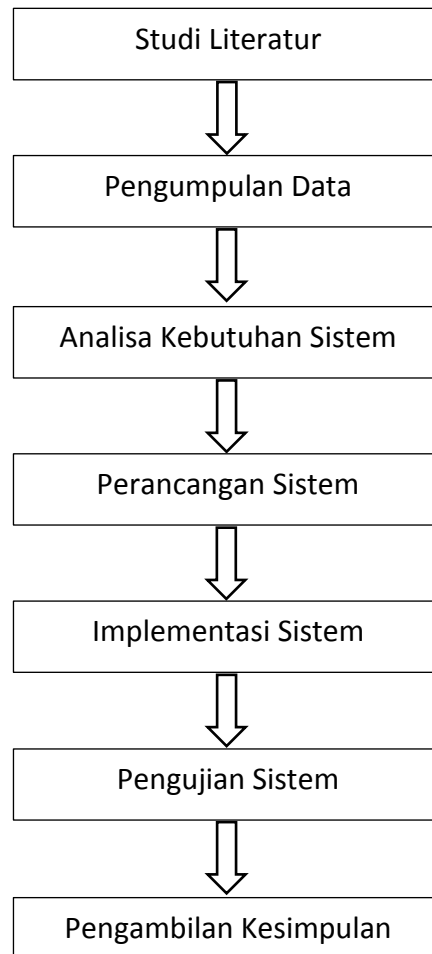 Studi Literatur
Pengumpulan Data
Analisa Kebutuhan Sistem
Perancangan Sistem
Implementasi Sistem
Pengujian Sistem
Pengambilan Kesimpulan